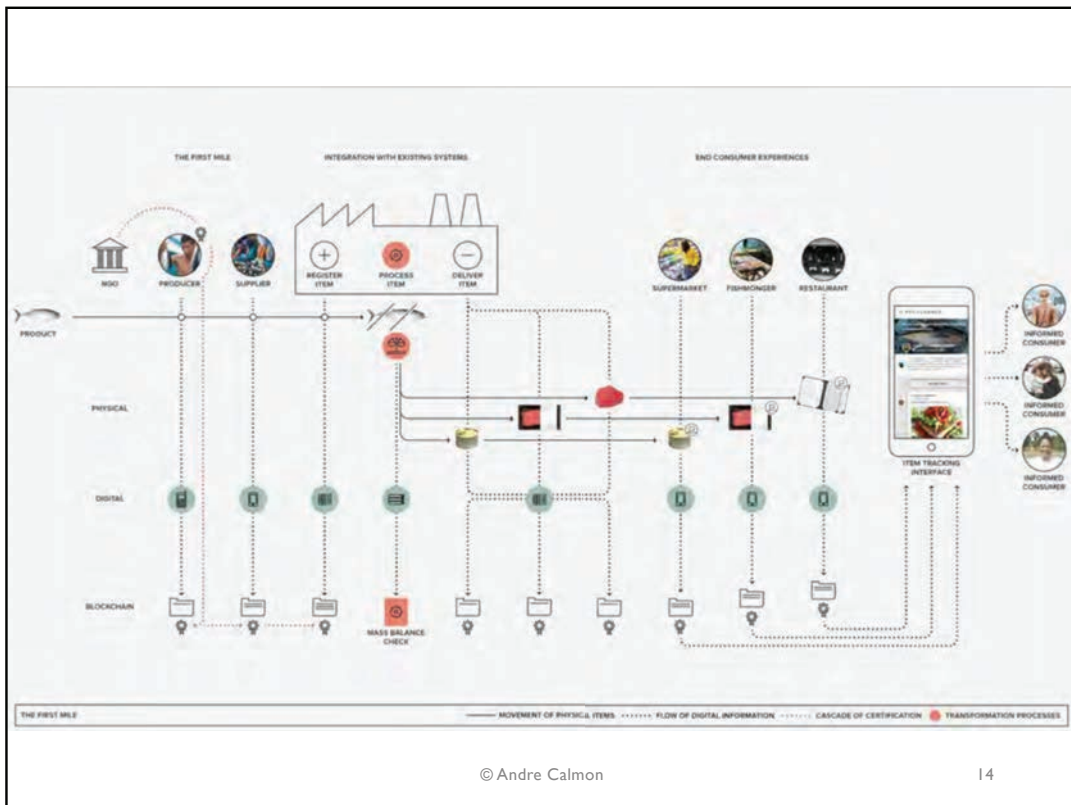 THE FIRST MILE
INTEGRATION WITH EXISTING SYSTEMS
END CONSUMER EXPERIENCES
NGO
PRODUCER
SUPPLIER
REGISTER
ITEM
PROCESS
ITEM
DELIVER
ITEM
SUPERMARKET
FISHMONGER
RESTAURANT
PRODUCT
INFORMED
CONSUMER
PHYSICAL
INFORMED
CONSUMER
ITEM TRACKING
INTERFACE
INFORMED
CONSUMER
DIGITAL
BLOCKCHAIN
MASS BALANCE
CHECK
THE FIRST MILE
MOVEMENT OF PHYSICAL ITEMS
FLOW OF DIGITAL INFORMATION
CASCADE OF CERTIFICATION
TRANSFORMATION PROCESSES
© Andre Calmon
14